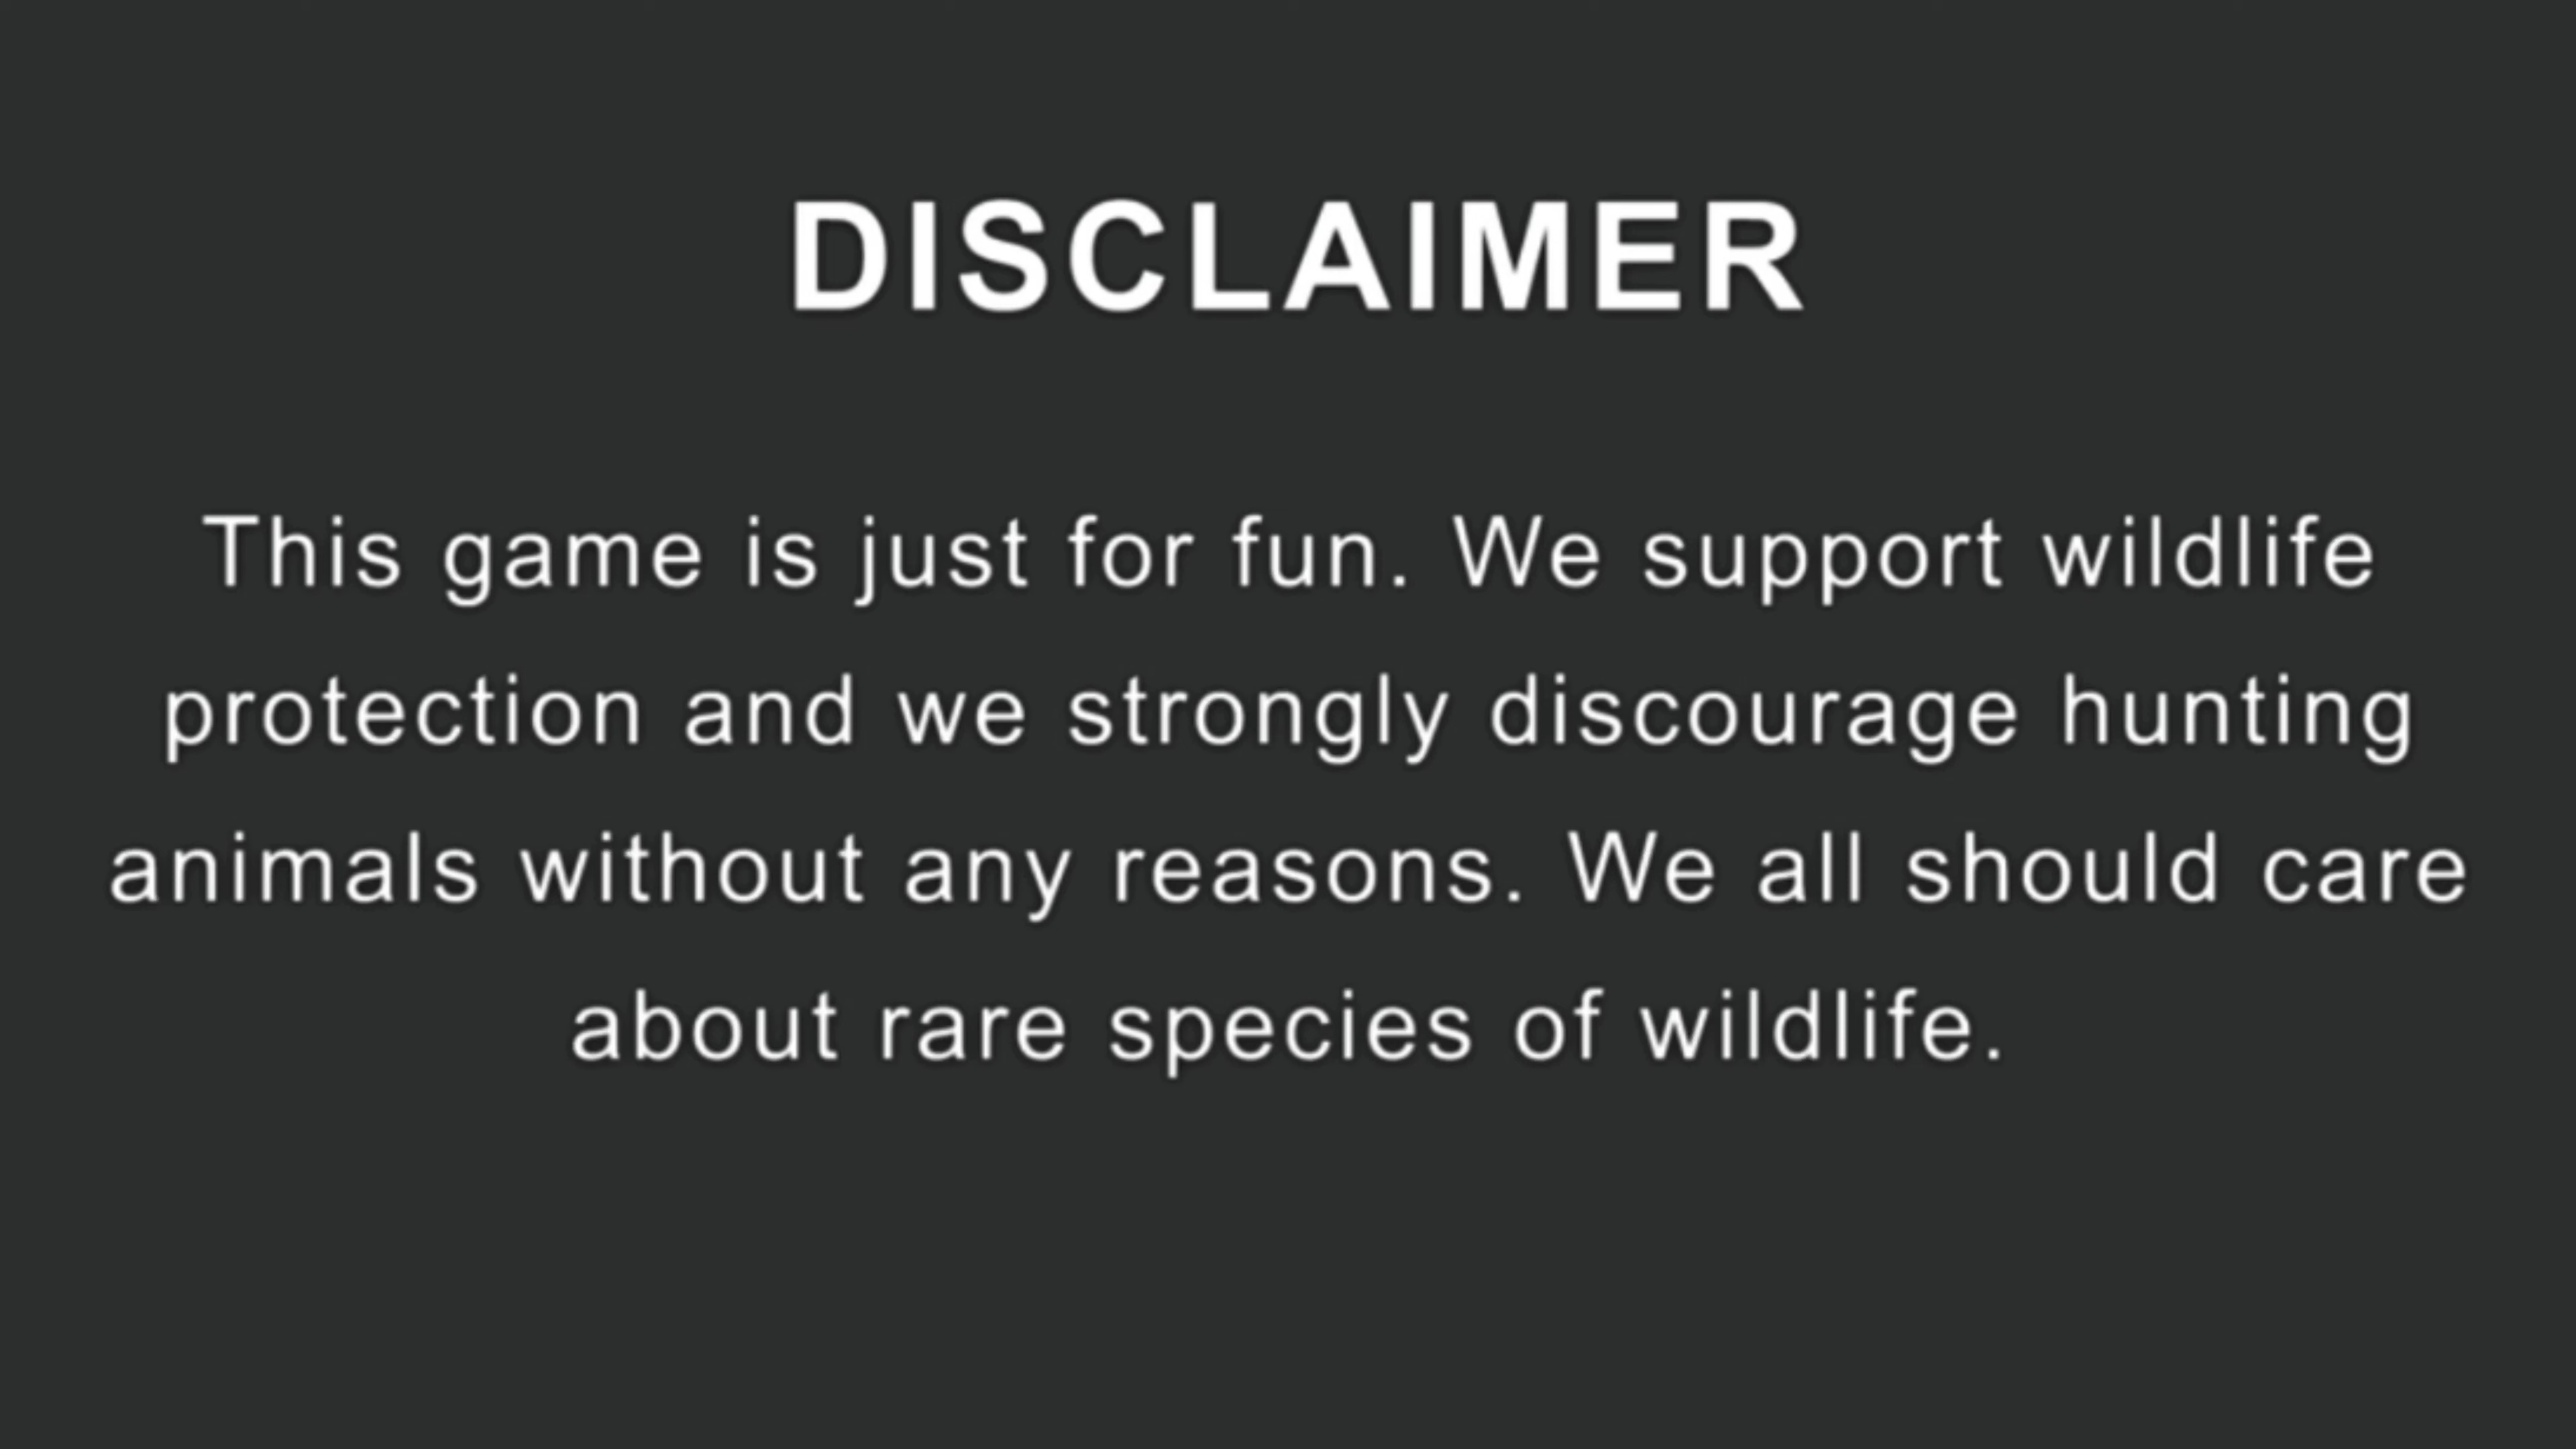 DISCLAIMER
This game is just for fun. We support wildlife
protection and we strongly discourage hunting
animals without any reasons. We all should care
about rare species of wildlife.